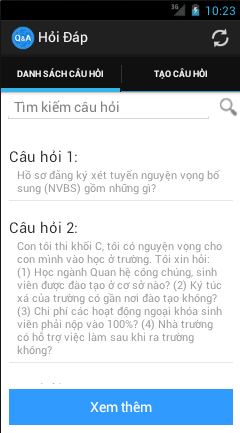 3G 10:23
Q&A Hỏi Đáp
DANH SÁCH CÂU HỎI TẠO CÂU HỎI
Tìm kiếm câu hỏi
Câu hỏi 1:
Hồ sơ đăng ký xét tuyển nguyện vọng bổ
sung (NVBS) gồm những gì?
Câu hỏi 2:
Con tôi thi khối C, tôi có nguyện vọng cho
con mình vào học ở trường. Tôi xin hỏi:
(1) Học ngành Quan hệ công chúng, sinh
viên được đào tạo ở cơ sở nào? (2) Ký túc
xá của trường có gần nơi đào tạo không?
(3) Chi phí các hoạt động ngoại khóa sinh
viên phải nộp vào 100%? (4) Nhà trường
có hỗ trợ việc làm sau khi ra trường
không?
Xem thêm